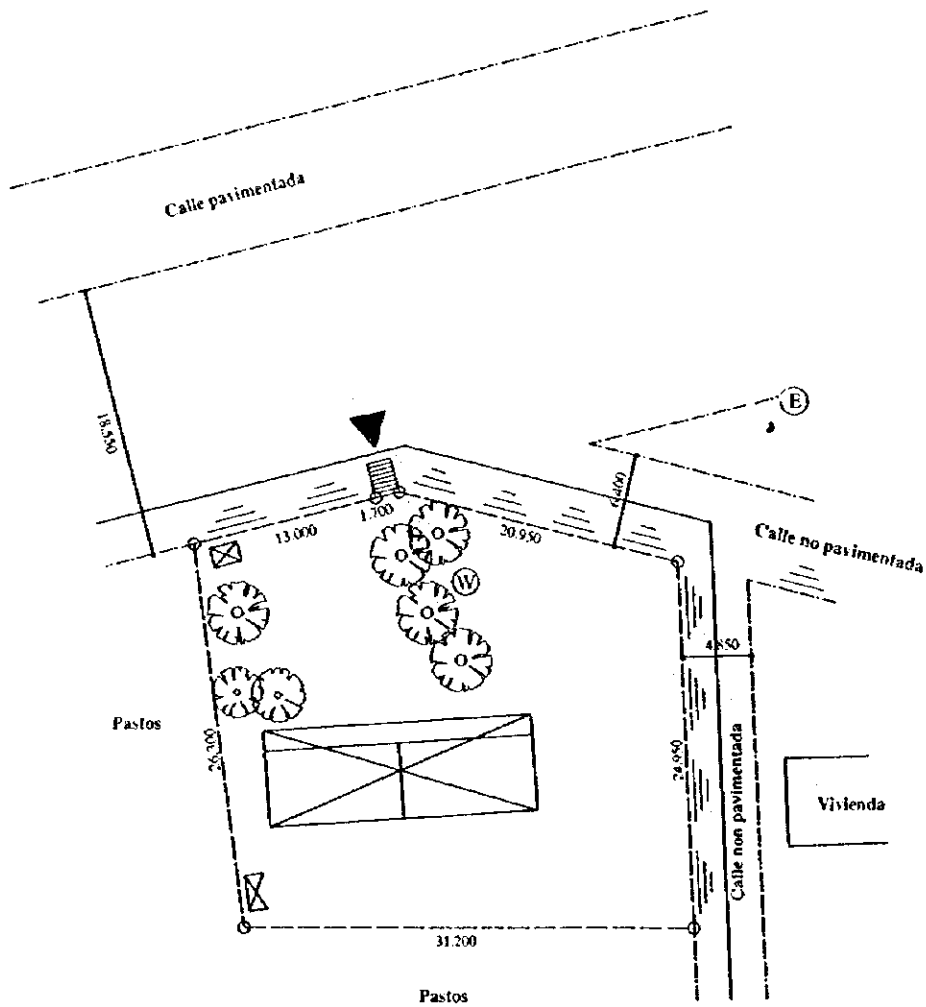 Calle pavimentada
18.550
E
6.400
13.000
1.700
20.950
Calle no pavimentada
W
4.850
Pastos
26.300
24.950
Calle non pavimentada
Vivienda
31.200
Pastos